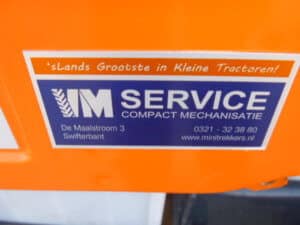 'sLands Grootste in Kleine Tractoren!
VM SERVICE
COMPACT MECHANISATIE
De Maalstroom 3 0321 - 32 38 80
Swifterbant www.minitrekkers.nl